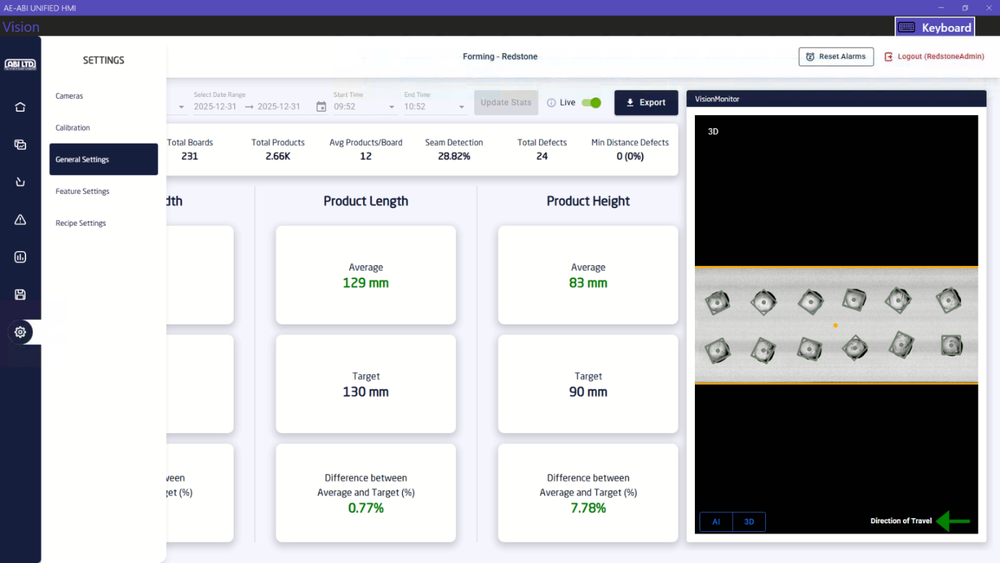 AE-ABI UNIFIED HMI
Vision
Keyboard
ABI LTD
SETTINGS
Cameras
Calibration
General Settings
Feature Settings
Recipe Settings
Forming - Redstone
Reset Alarms
Logout (RedstoneAdmin)
Select Date Range
2025-12-31
2025-12-31
Start Time
09:52
End Time
10:52
Update Stats
Live
Export
Total Boards
231
Total Products
2.66K
Avg Products/Board
12
Seam Detection
28.82%
Total Defects
24
Min Distance Defects
0 (0%)
dth
ween
get (%)
Product Length
Average
129 mm
Target
130 mm
Difference between
Average and Target (%)
0.77%
Product Height
Average
83 mm
Target
90 mm
Difference between
Average and Target (%)
7.78%
VisionMonitor
3D
AI
3D
Direction of Travel